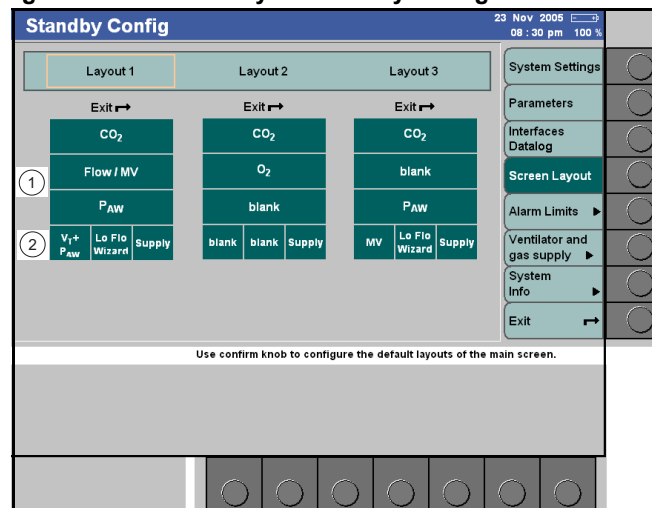 Standby Config
23 Nov 2005
08 : 30 pm 100 %
Layout 1 Layout 2 Layout 3
Exit Exit Exit
CO2 CO2 CO2
1
Flow / MV O2 blank
PAW blank PAW
2
VT+ PAW Lo Flo Wizard Supply blank blank Supply MV Lo Flo Wizard Supply
System Settings
Parameters
Interfaces
Datalog
Screen Layout
Alarm Limits
Ventilator and
gas supply
System
Info
Exit
Use confirm knob to configure the default layouts of the main screen.